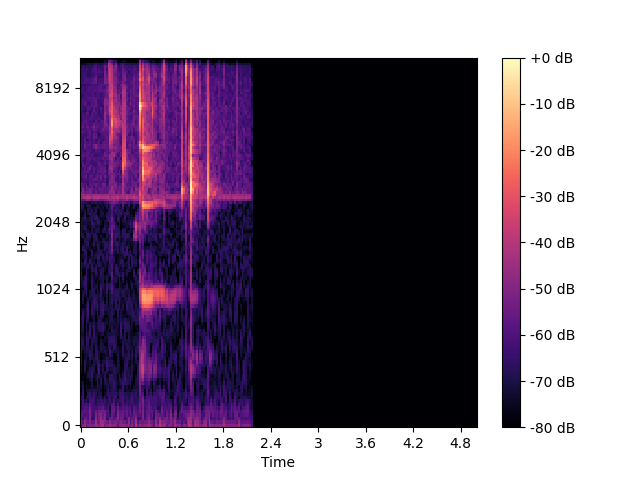 8192
4096
2048
1024
512
0
Hz
0 0.6 1.2 1.8 2.4 3 3.6 4.2 4.8
Time
+0 dB
-10 dB
-20 dB
-30 dB
-40 dB
-50 dB
-60 dB
-70 dB
-80 dB